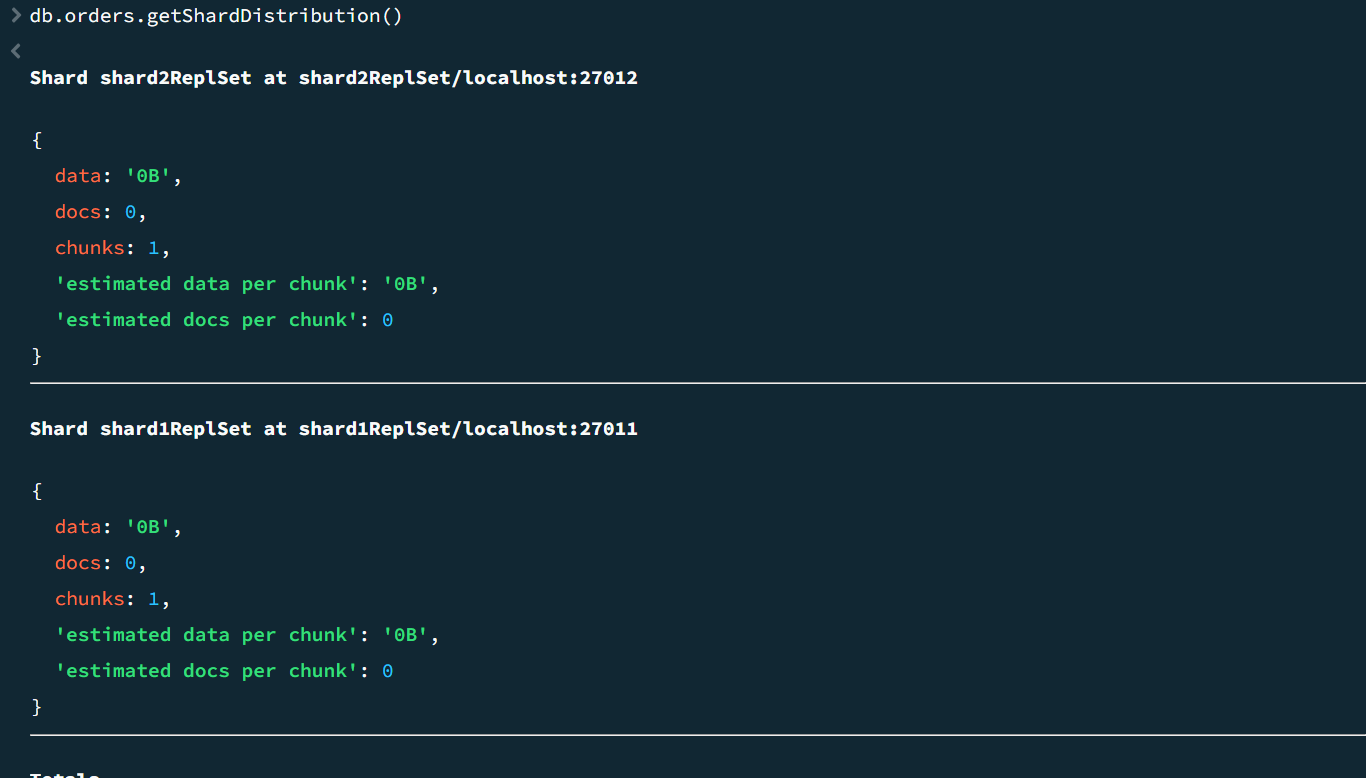 > db.orders.getShardDistribution()
<
Shard shard2ReplSet at shard2ReplSet/localhost:27012
{
  data: '0B',
  docs: 0,
  chunks: 1,
  'estimated data per chunk': '0B',
  'estimated docs per chunk': 0
}
Shard shard1ReplSet at shard1ReplSet/localhost:27011
{
  data: '0B',
  docs: 0,
  chunks: 1,
  'estimated data per chunk': '0B',
  'estimated docs per chunk': 0
}
Totals